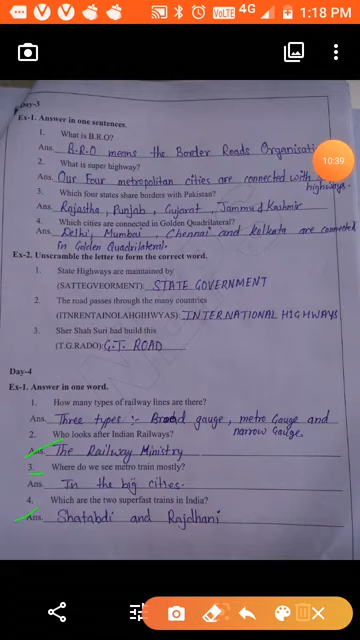 VoLTE 4G 1:18 PM
Day-3
Ex-1. Answer in one sentences.
1. What is B.R.O?
Ans. B.R.O means the Border Roads Organisati
10:39
2. What is super highway?
Ans. Our Four metropolitan cities are connected with
highways.
3. Which four states share borders with Pakistan?
Ans. Rajastha, Punjab, Gujarat, Jammu & Kashmir
4. Which cities are connected in Golden Quadrilateral?
Ans. Delhi, Mumbai, Chennai and Kolkata are connected
in Golden Quadrilateral.
Ex-2. Unscramble the letter to form the correct word.
1. State Highways are maintained by
(SATTEGVEORMENT): STATE GOVERNMENT
2. The road passes through the many countries
(ITNRENTAINOLAHGIHWYAS): INTERNATIONAL HIGHWAYS
3. Sher Shah Suri had build this
(T.G.RADO): G.T. ROAD
Day-4
Ex-1. Answer in one word.
1. How many types of railway lines are there?
Ans. Three types :- Broad gauge, metro Gauge and
narrow Gauge.
2. Who looks after Indian Railways?
Ans. The Railway Ministry
3. Where do we see metro train mostly?
Ans. In the big cities.
4. Which are the two superfast trains in India?
Ans. Shatabdi and Rajdhani